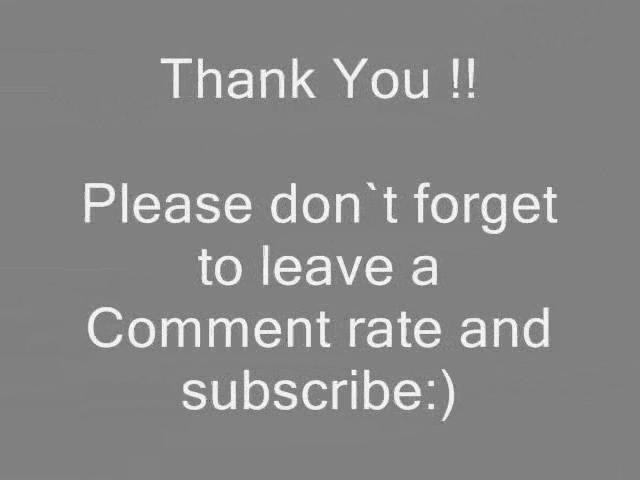 Thank You !!
Please don`t forget
to leave a
Comment rate and
subscribe:)